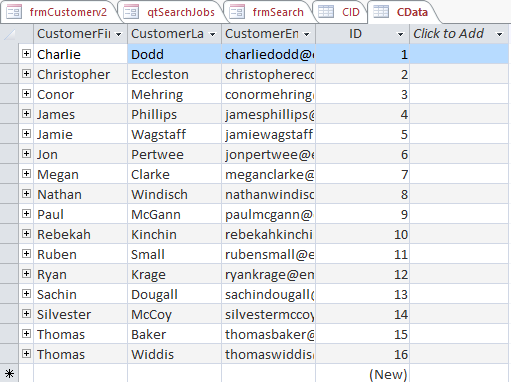 frmCustomerv2 qtSearchJobs frmSearch CID CData
CustomerFir CustomerLa CustomerEn ID Click to Add
Charlie Dodd charliedodd@e 1
Christopher Eccleston christopherecc 2
Conor Mehring conormehring( 3
James Phillips jamesphillips@ 4
Jamie Wagstaff jamiewagstaff 5
Jon Pertwee jonpertwee@e 6
Megan Clarke meganclarke@ 7
Nathan Windisch nathanwindisc 8
Paul McGann paulmcgann@ 9
Rebekah Kinchin rebekahkinchi 10
Ruben Small rubensmall@e 11
Ryan Krage ryankrage@en 12
Sachin Dougall sachindougall( 13
Silvester McCoy silvestermccoy 14
Thomas Baker thomasbaker@ 15
Thomas Widdis thomaswiddis( 16
(New)